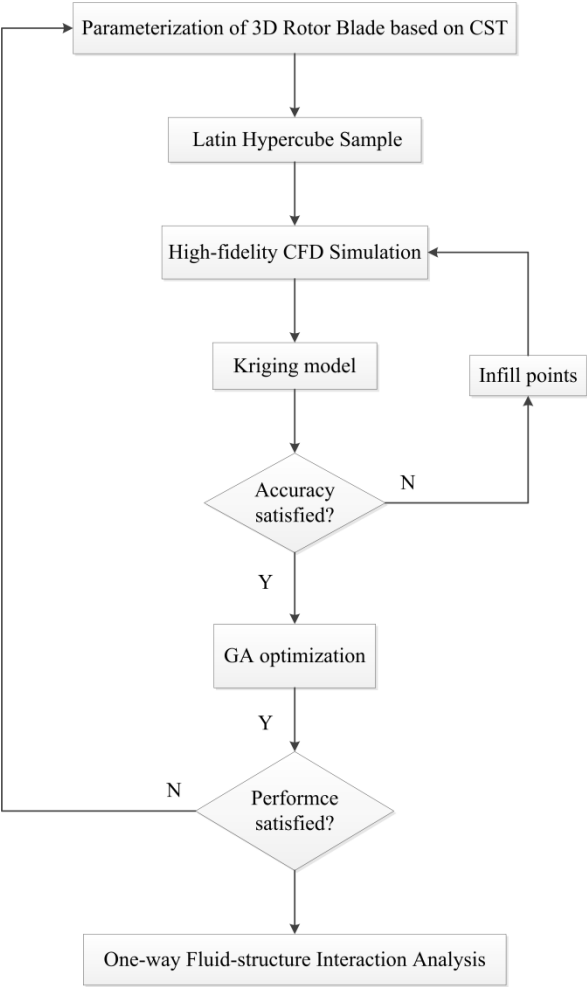 Parameterization of 3D Rotor Blade based on CST
Latin Hypercube Sample
High-fidelity CFD Simulation
Kriging model
Infill points
Accuracy
satisfied?
N
Y
GA optimization
Y
N
Performce
satisfied?
One-way Fluid-structure Interaction Analysis